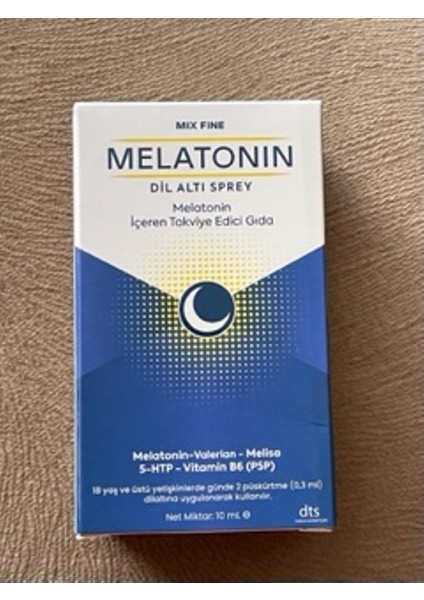 MIX FINE
MELATONIN
DİL ALTI SPREY
Melatonin
İçeren Takviye Edici Gıda
Melatonin-Valerian - Melisa
5-HTP - Vitamin B6 (P5P)
18 yaş ve üstü yetişkinlerde günde 2 püskürtme (0,3 ml)
dilaltına uygulanarak kullanılır.
Net Miktar: 10 mL ℮
dts